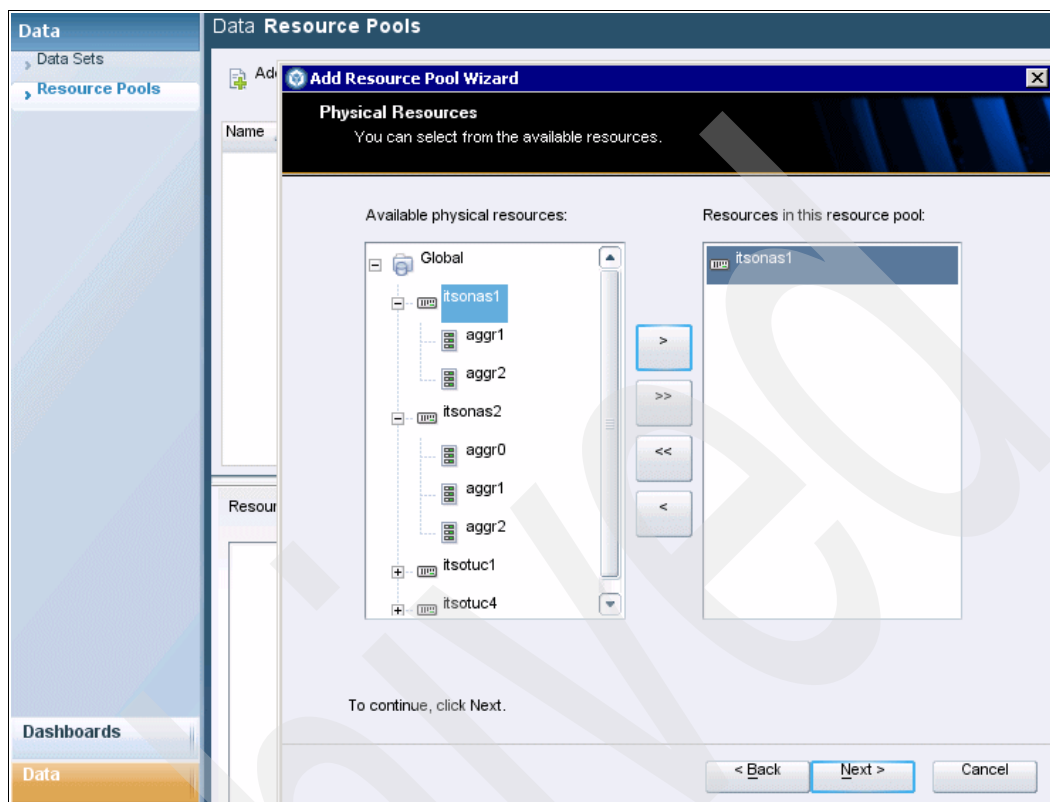 Data
Data Sets
Resource Pools
Data Resource Pools
Add Resource Pool Wizard
Physical Resources
You can select from the available resources.
Name
Available physical resources:
Resources in this resource pool:
Global
itsonas1
aggr1
aggr2
itsonas2
aggr0
aggr1
aggr2
itsotuc1
itsotuc4
itsonas1
>
>>
<<
<
To continue, click Next.
Dashboards
Data
< Back
Next >
Cancel